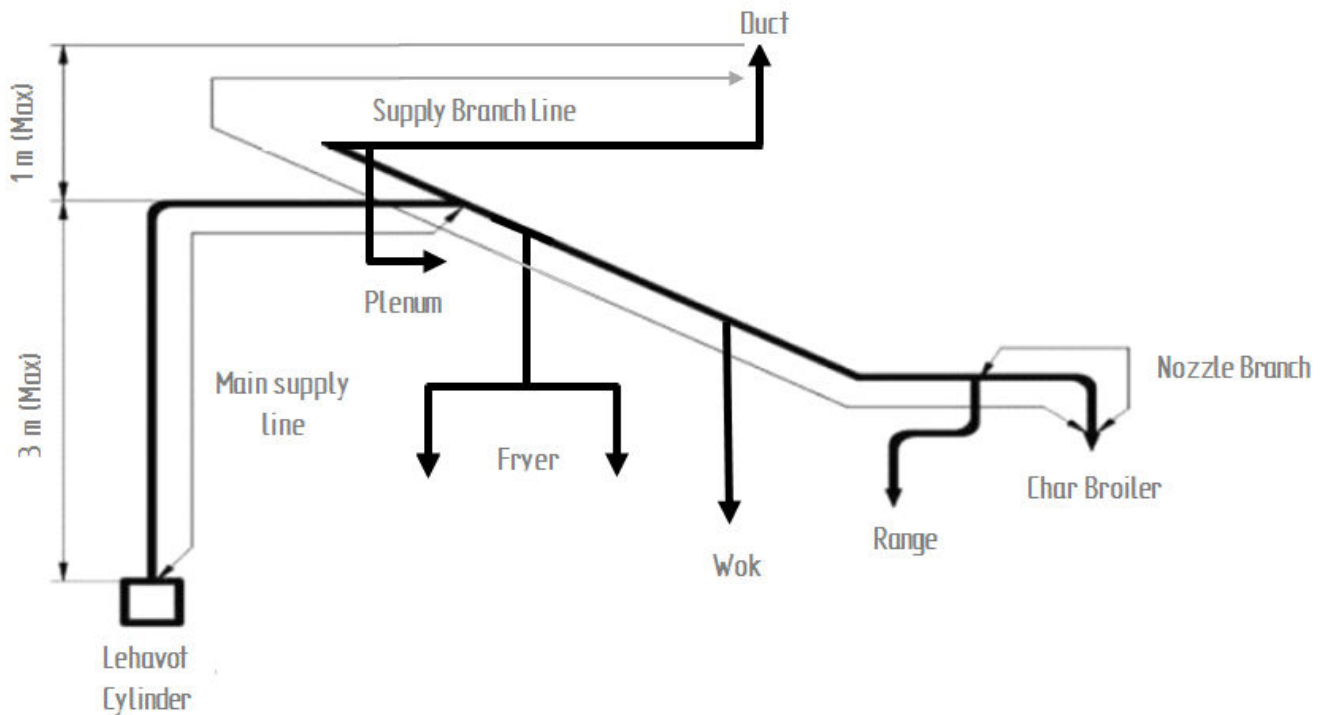 Duct
1 m (Max)
Supply Branch Line
Plenum
3 m (Max)
Main supply
line
Nozzle Branch
Fryer
Char Broiler
Range
Wok
Lehavot
Cylinder